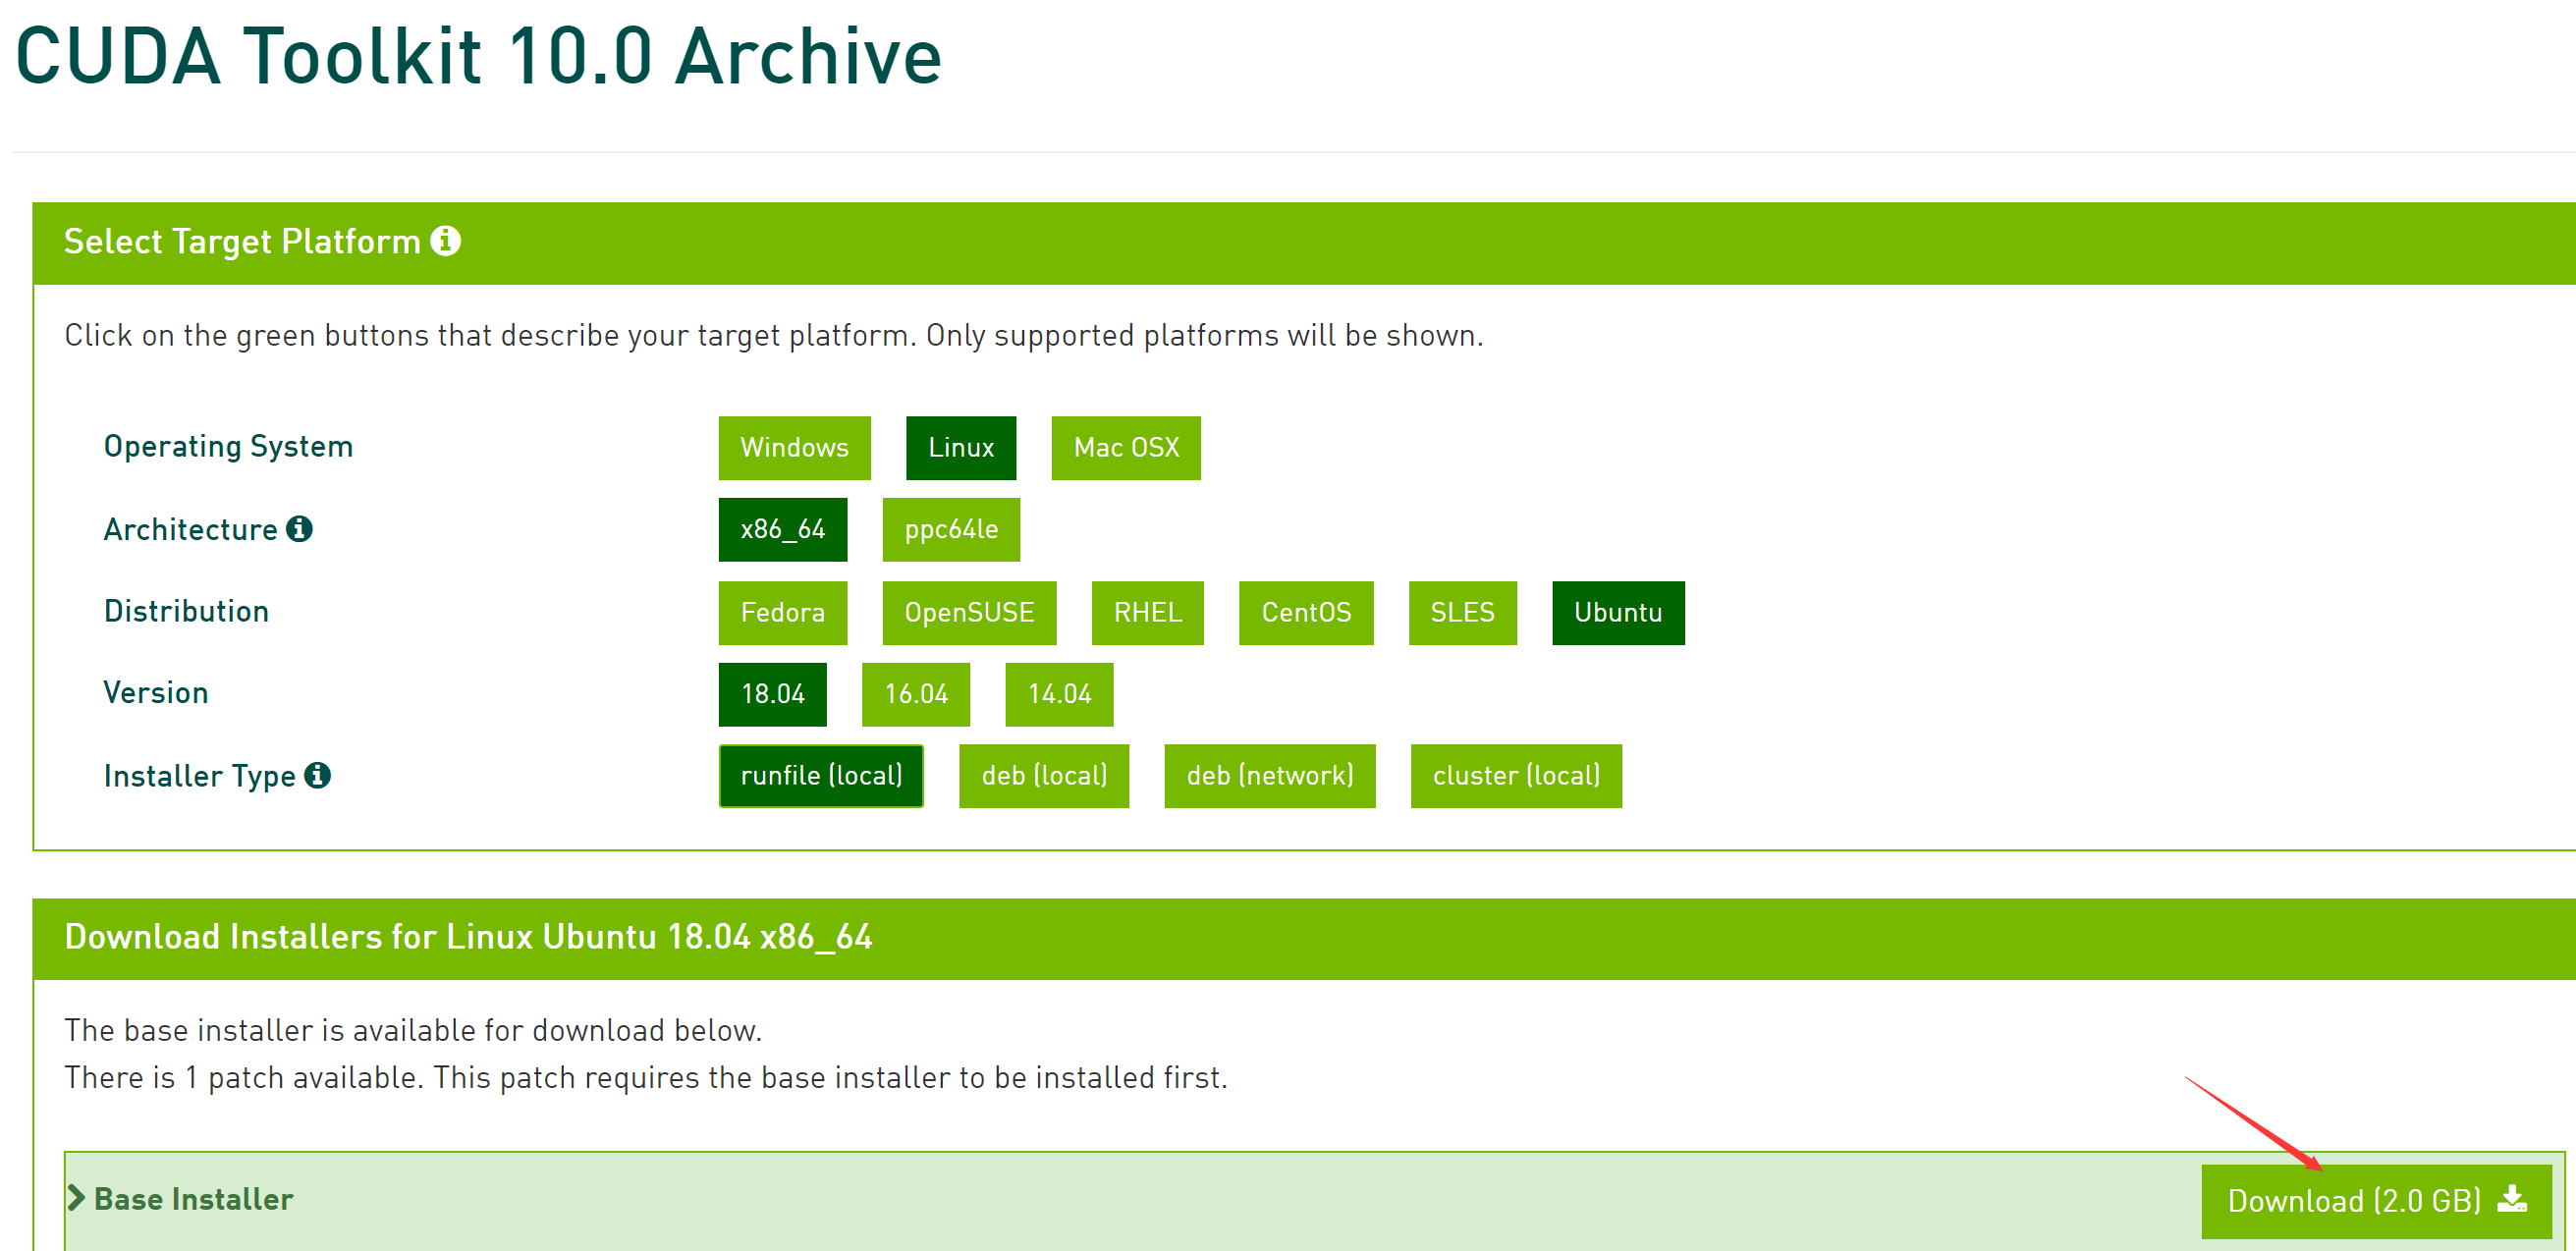 CUDA Toolkit 10.0 Archive
Select Target Platform
Click on the green buttons that describe your target platform. Only supported platforms will be shown.
Operating System Windows Linux Mac OSX
Architecture x86_64 ppc64le
Distribution Fedora OpenSUSE RHEL CentOS SLES Ubuntu
Version 18.04 16.04 14.04
Installer Type runfile (local) deb (local) deb (network) cluster (local)
Download Installers for Linux Ubuntu 18.04 x86_64
The base installer is available for download below.
There is 1 patch available. This patch requires the base installer to be installed first.
Base Installer Download (2.0 GB)